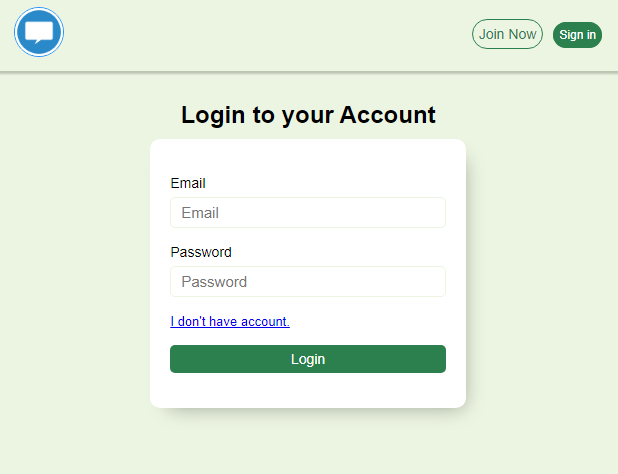 Join Now
Sign in
Login to your Account
Email
Email
Password
Password
I don't have account.
Login